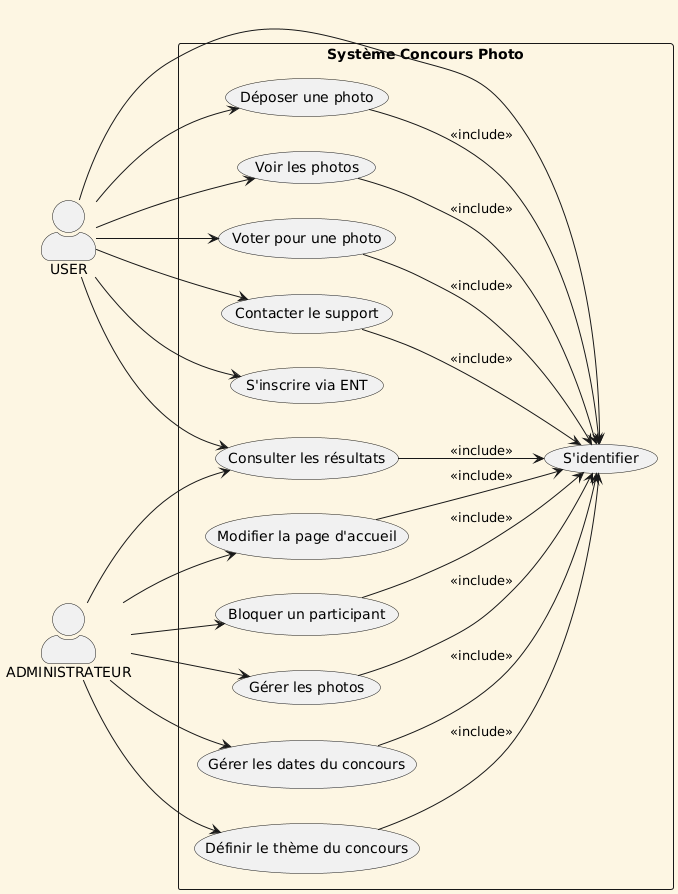 Système Concours Photo
Déposer une photo
«include»
Voir les photos
«include»
Voter pour une photo
USER
«include»
Contacter le support
«include»
S'inscrire via ENT
Consulter les résultats
«include»
S'identifier
«include»
Modifier la page d'accueil
«include»
Bloquer un participant
«include»
ADMINISTRATEUR
Gérer les photos
«include»
Gérer les dates du concours
«include»
Définir le thème du concours